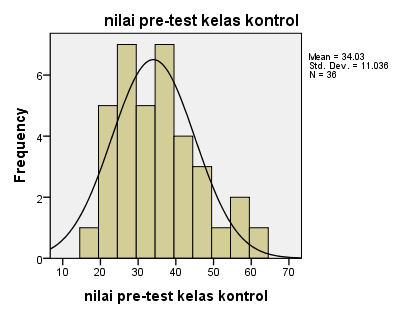 nilai pre-test kelas kontrol
Mean = 34.03
Std. Dev. = 11.036
N = 36
Frequency
6
4
2
0
10 20 30 40 50 60 70
nilai pre-test kelas kontrol